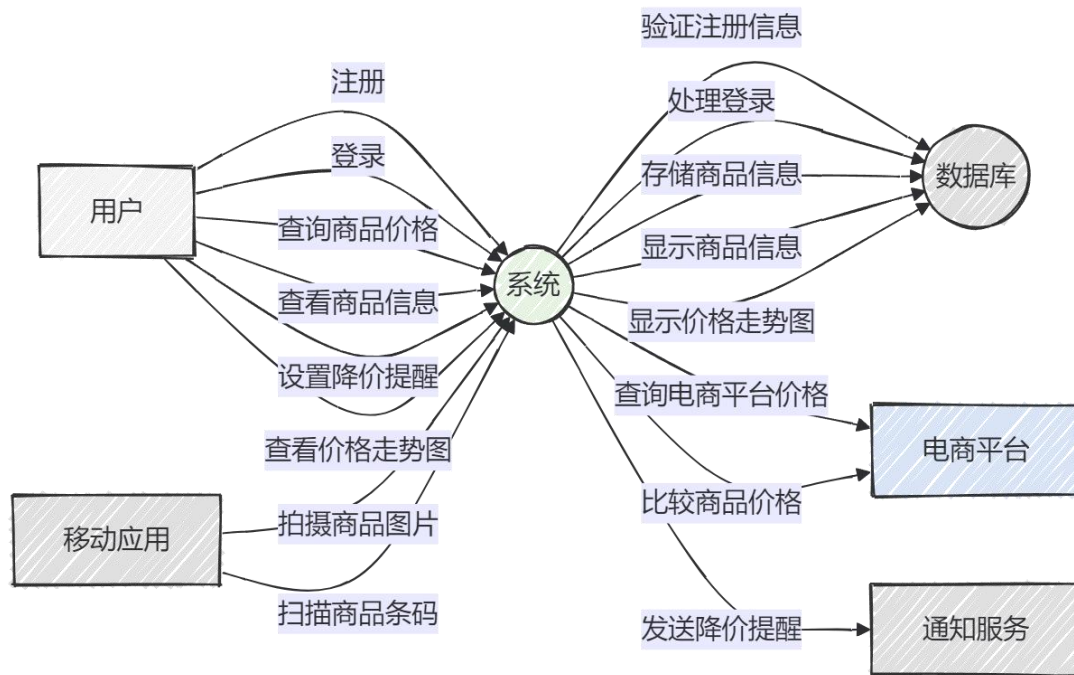 验证注册信息
注册
处理登录
登录
用户
存储商品信息
数据库
查询商品价格
显示商品信息
系统
查看商品信息
显示价格走势图
设置降价提醒
查询电商平台价格
查看价格走势图
电商平台
比较商品价格
拍摄商品图片
移动应用
扫描商品条码
发送降价提醒
通知服务